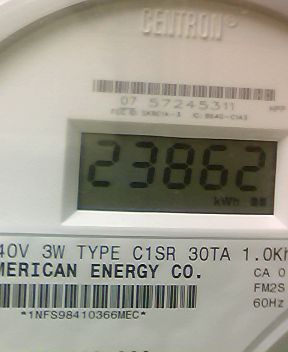 CENTRON®
07 57245311
23862
kWh
40V 3W TYPE C1SR 30TA 1.0Kh
MERICAN ENERGY CO.
CA 0
FM2S
60Hz
*1NFS98410366MEC*